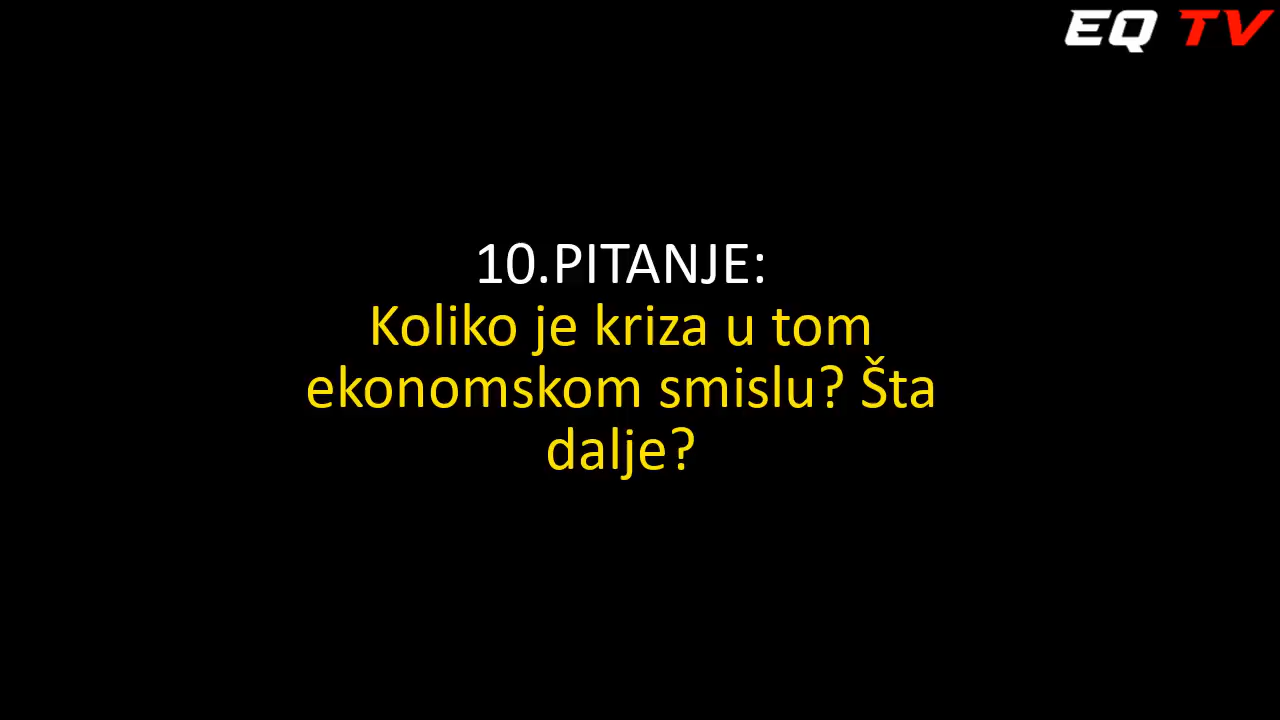 EQ TV
10.PITANJE:
Koliko je kriza u tom
ekonomskom smislu? Šta
dalje?